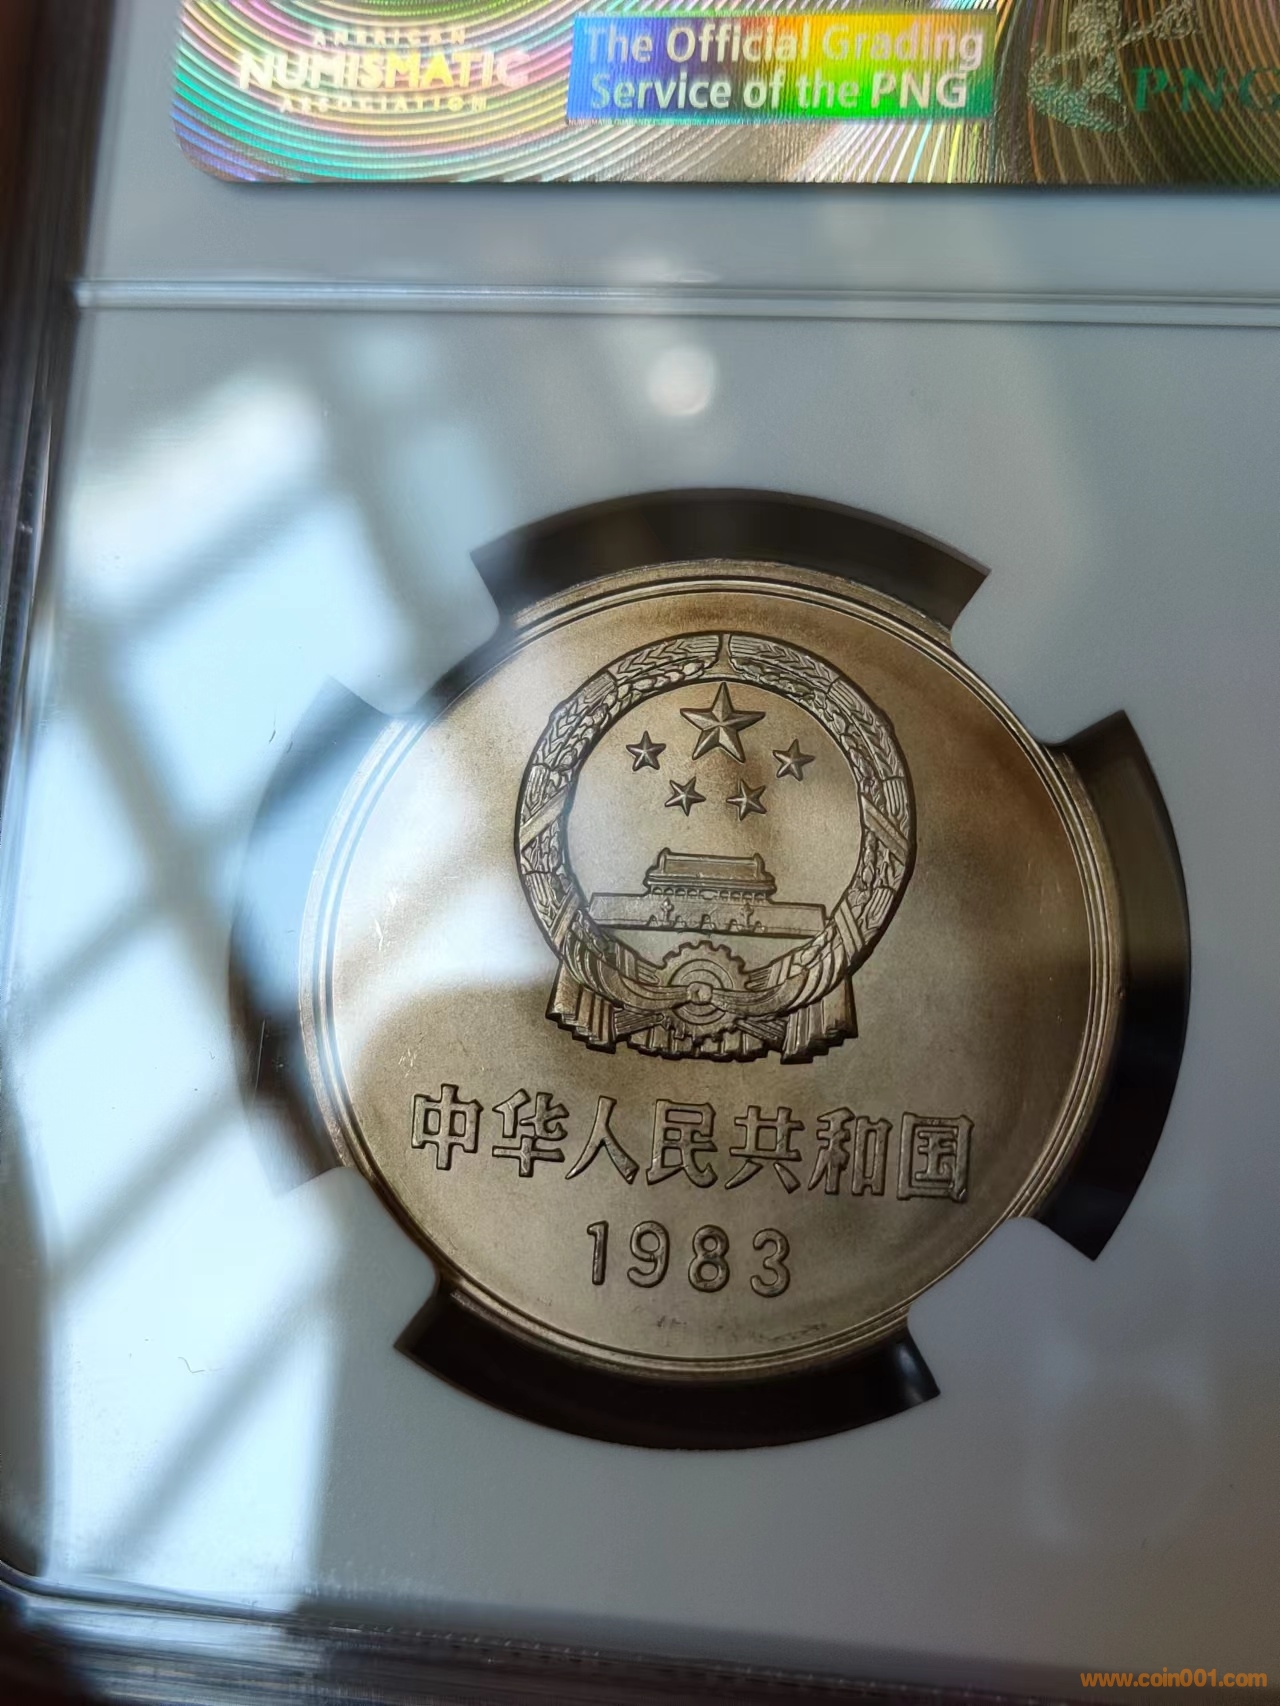 AMERICAN
NUMISMATIC
ASSOCIATION
The Official Grading
Service of the PNG
PNG
中华人民共和国
1983
www.coin001.com